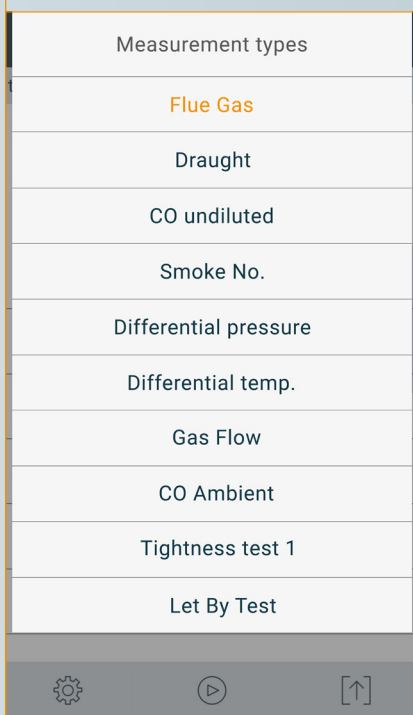 Measurement types
Flue Gas
Draught
CO undiluted
Smoke No.
Differential pressure
Differential temp.
Gas Flow
CO Ambient
Tightness test 1
Let By Test